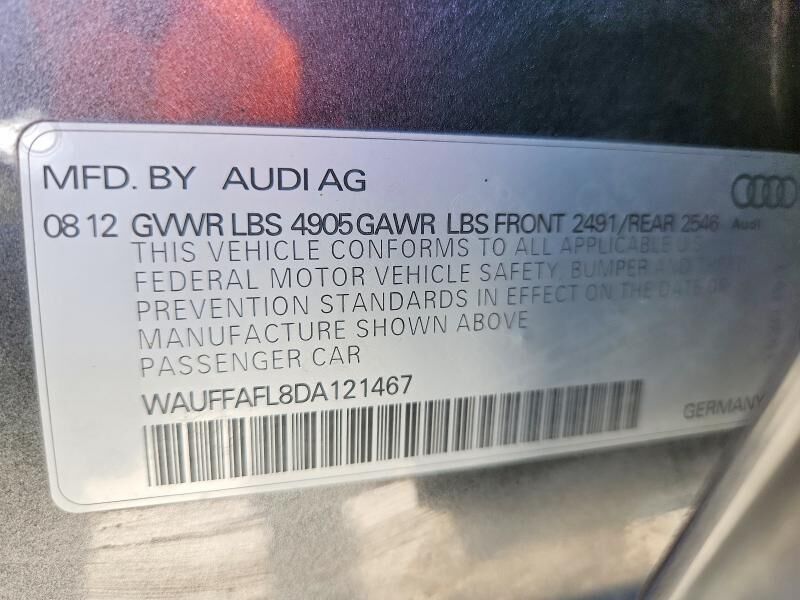 MFD. BY AUDI AG
08 12 GVWR LBS 4905 GAWR LBS FRONT 2491/REAR 2546 Audi
THIS VEHICLE CONFORMS TO ALL APPLICABLE U.S.
FEDERAL MOTOR VEHICLE SAFETY, BUMPER AND THEFT
PREVENTION STANDARDS IN EFFECT ON THE DATE OF
MANUFACTURE SHOWN ABOVE
PASSENGER CAR
WAUFFAFL8DA121467
GERMANY